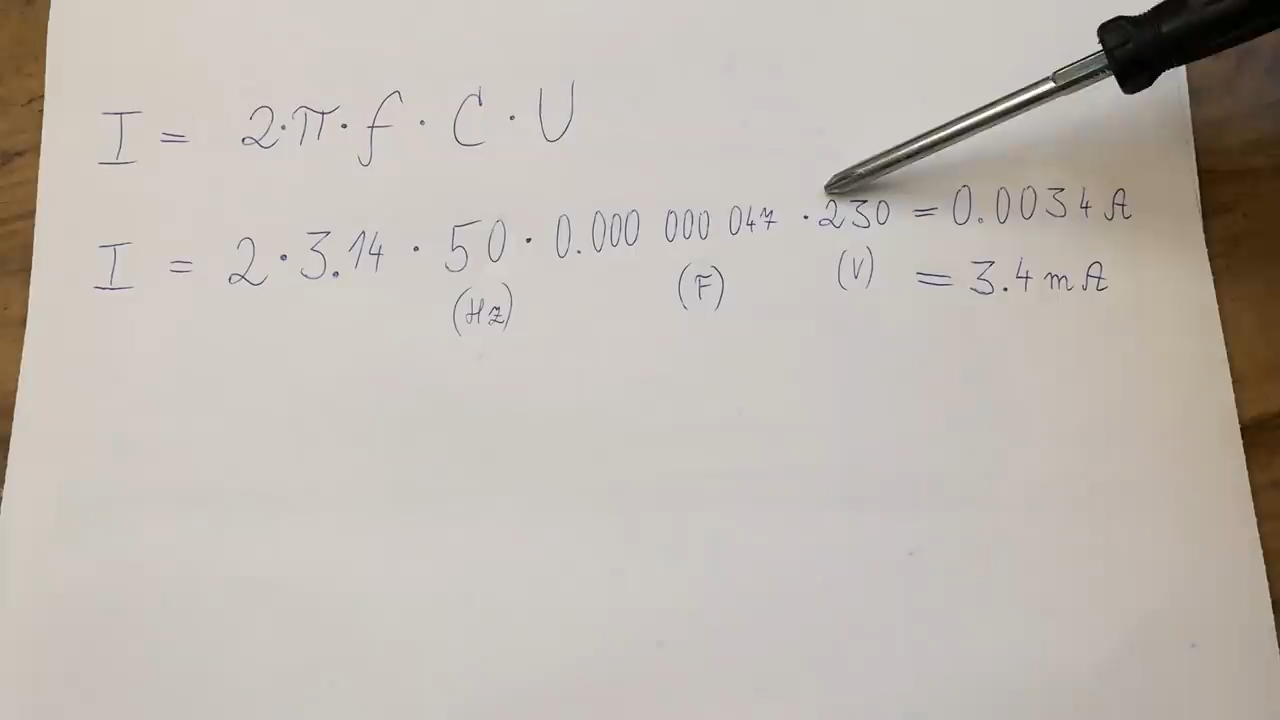 I = 2·π·f·C·U
I = 2·3.14·50·0.000 000 047·230 = 0.0034 A
(Hz) (F) (V) = 3.4 mA